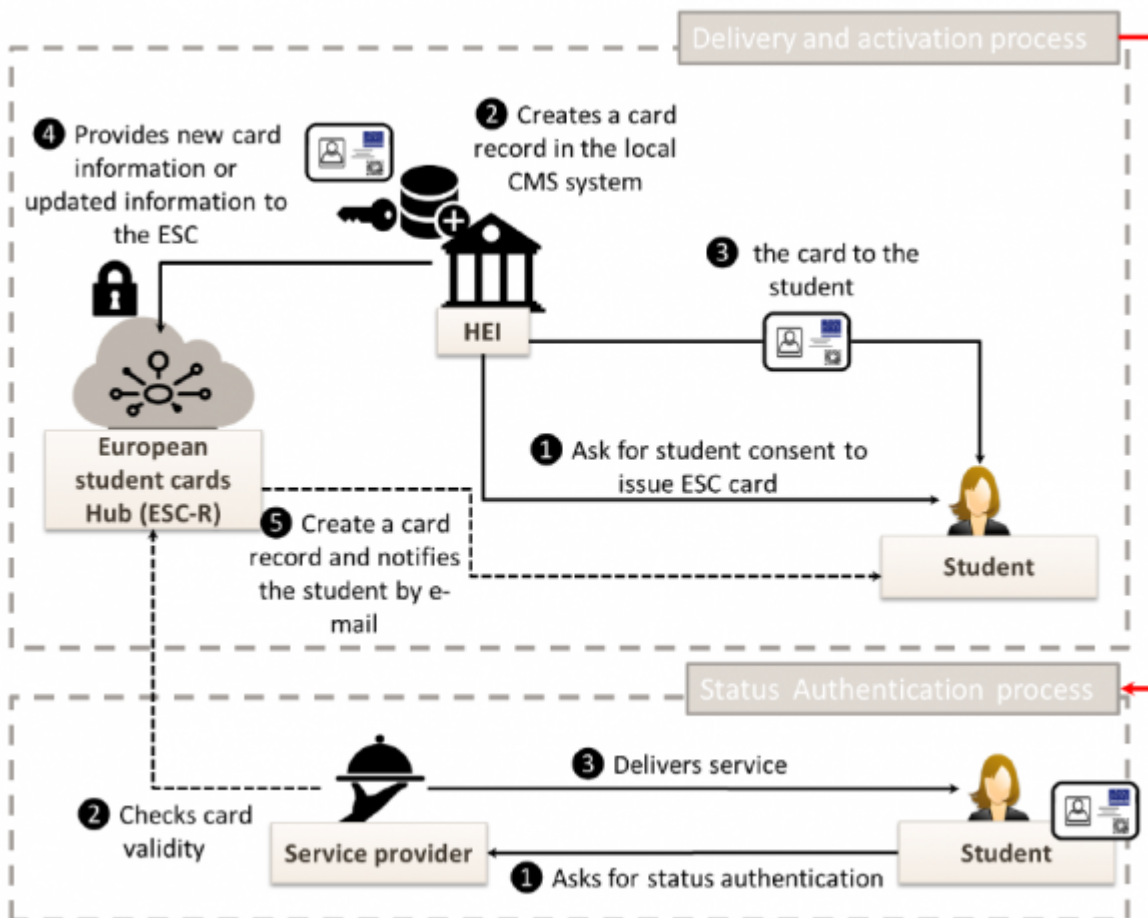 Delivery and activation process
4 Provides new card
information or
updated information to
the ESC
2 Creates a card
record in the local
CMS system
3 the card to the
student
HEI
1 Ask for student consent to
issue ESC card
European
student cards
Hub (ESC-R)
5 Create a card
record and notifies
the student by e-
mail
Student
Status Authentication process
3 Delivers service
2 Checks card
validity
Service provider
Student
1 Asks for status authentication